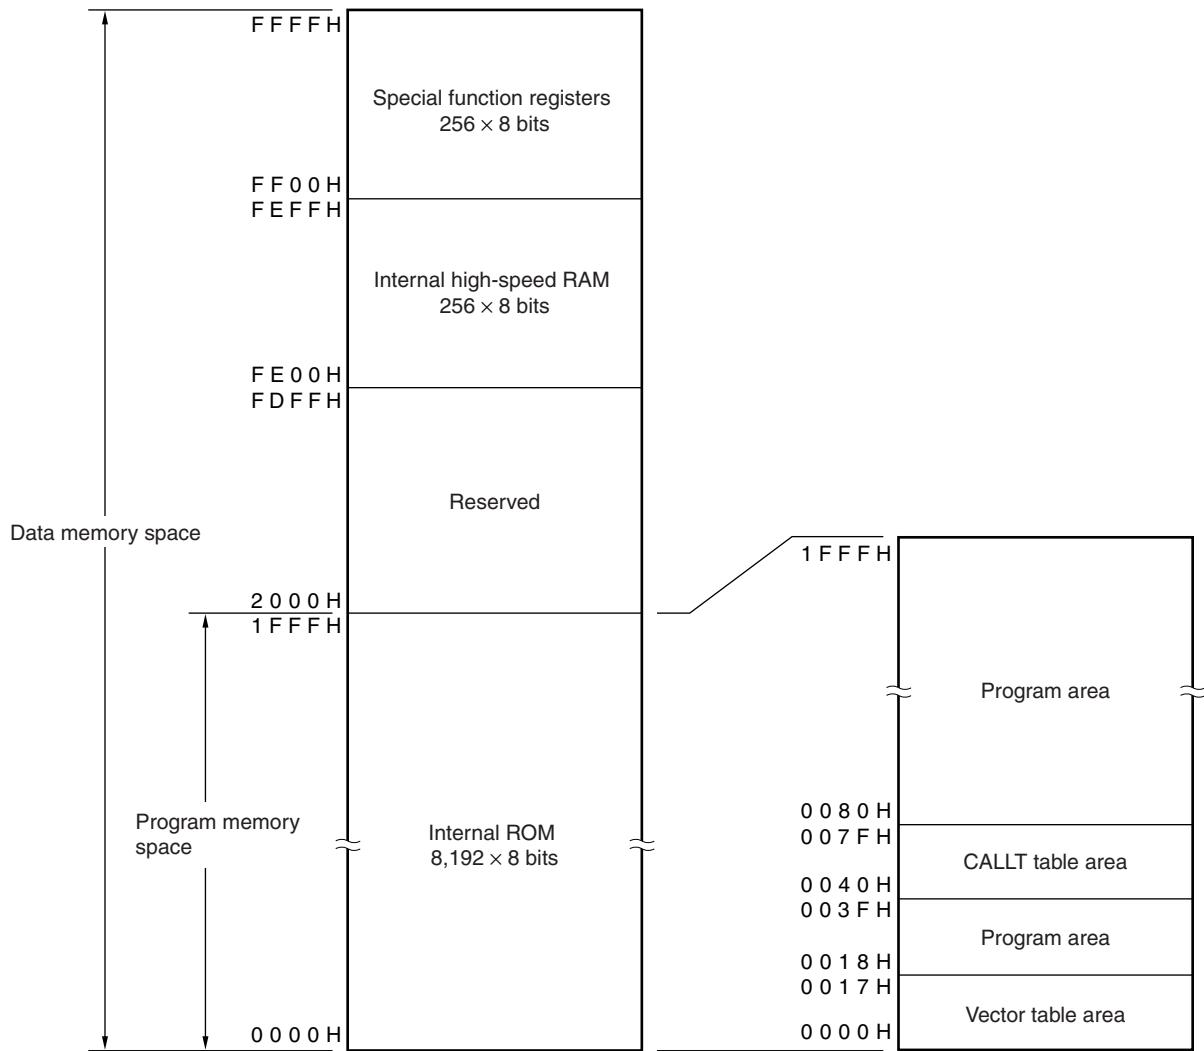 FFFFH
Special function registers
256 × 8 bits
FF00H
FEFFH
Internal high-speed RAM
256 × 8 bits
FE00H
FDFFH
Reserved
Data memory space
2000H
1FFFH
Program memory
space
Internal ROM
8,192 × 8 bits
0000H
1FFFH
Program area
0080H
007FH
CALLT table area
0040H
003FH
Program area
0018H
0017H
Vector table area
0000H